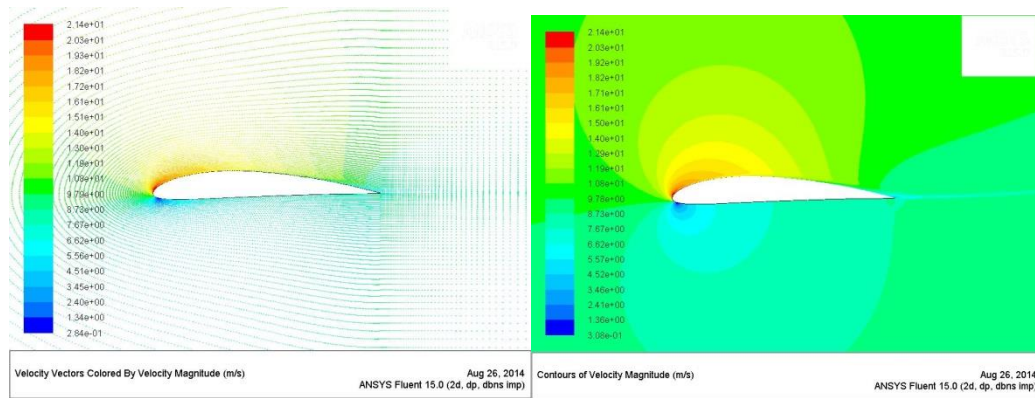 2.14e+01
2.03e+01
1.93e+01
1.82e+01
1.72e+01
1.61e+01
1.51e+01
1.40e+01
1.30e+01
1.19e+01
1.08e+01
9.79e+00
8.73e+00
7.67e+00
6.62e+00
5.56e+00
4.51e+00
3.45e+00
2.40e+00
1.34e+00
2.84e-01
Velocity Vectors Colored By Velocity Magnitude (m/s)
Aug 26, 2014
ANSYS Fluent 15.0 (2d, dp, dbns imp)
2.14e+01
2.03e+01
1.92e+01
1.82e+01
1.71e+01
1.61e+01
1.50e+01
1.40e+01
1.29e+01
1.19e+01
1.08e+01
9.78e+00
8.73e+00
7.67e+00
6.62e+00
5.57e+00
4.52e+00
3.46e+00
2.41e+00
1.36e+00
3.08e-01
Contours of Velocity Magnitude (m/s)
Aug 26, 2014
ANSYS Fluent 15.0 (2d, dp, dbns imp)